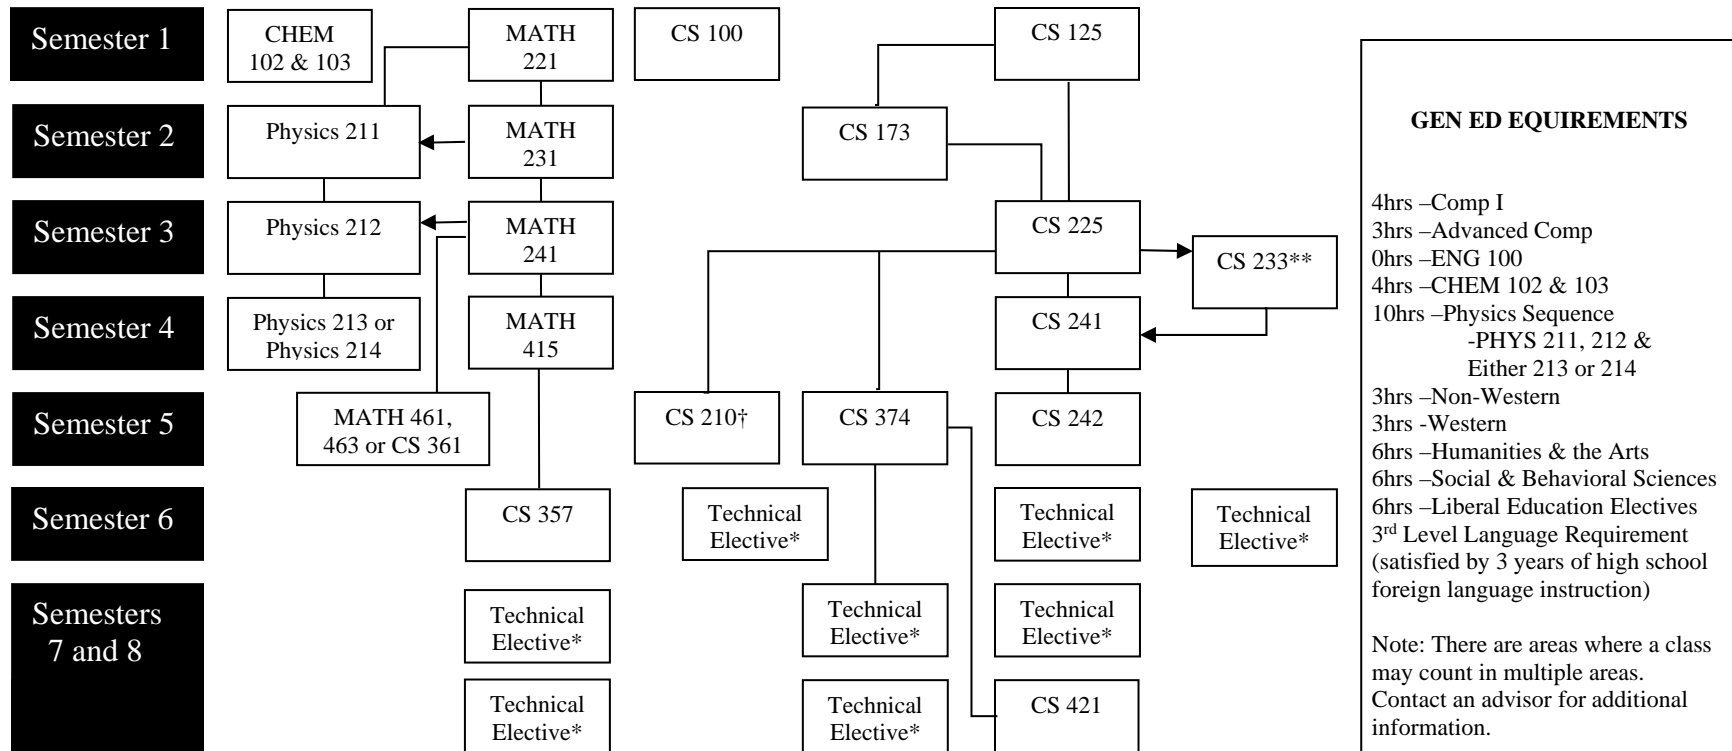 Semester 1
CHEM
102 & 103
MATH
221
CS 100
CS 125
Semester 2
Physics 211
MATH
231
CS 173
Semester 3
Physics 212
MATH
241
CS 225
CS 233**
Semester 4
Physics 213 or
Physics 214
MATH
415
CS 241
Semester 5
MATH 461,
463 or CS 361
CS 210†
CS 374
CS 242
Semester 6
CS 357
Technical
Elective*
Technical
Elective*
Technical
Elective*
Semesters
7 and 8
Technical
Elective*
Technical
Elective*
Technical
Elective*
Technical
Elective*
Technical
Elective*
CS 421
GEN ED EQUIREMENTS
4hrs –Comp I
3hrs –Advanced Comp
0hrs –ENG 100
4hrs –CHEM 102 & 103
10hrs –Physics Sequence
-PHYS 211, 212 &
Either 213 or 214
3hrs –Non-Western
3hrs -Western
6hrs –Humanities & the Arts
6hrs –Social & Behavioral Sciences
6hrs –Liberal Education Electives
3rd Level Language Requirement
(satisfied by 3 years of high school
foreign language instruction)
Note: There are areas where a class
may count in multiple areas.
Contact an advisor for additional
information.